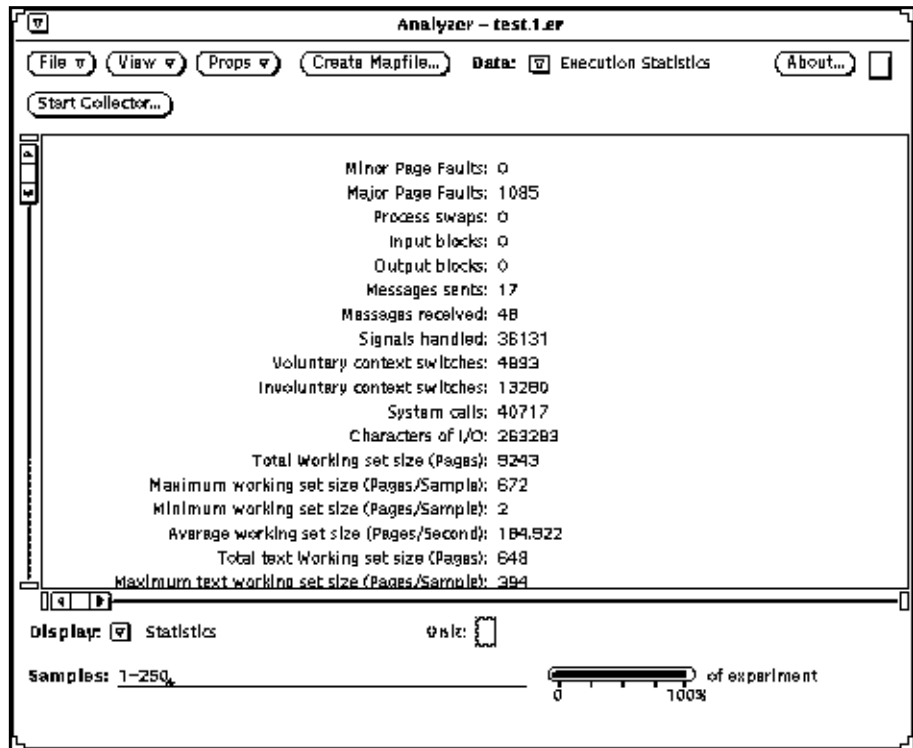 Analyzer – test.1.er
File View Props Create Mapfile... Data: Execution Statistics About...
Start Collector...
Minor Page Faults: 0
Major Page Faults: 1085
Process swaps: 0
Input blocks: 0
Output blocks: 0
Messages sents: 17
Messages received: 48
Signals handled: 36131
Voluntary context switches: 4893
Involuntary context switches: 13280
System calls: 40717
Characters of I/O: 263283
Total Working set size (Pages): 9243
Maximum working set size (Pages/Sample): 672
Minimum working set size (Pages/Sample): 2
Average working set size (Pages/Second): 184.922
Total text Working set size (Pages): 648
Maximum text working set size (Pages/Sample): 394
Display: Statistics Unit:
Samples: 1-250 of experiment
0 100%